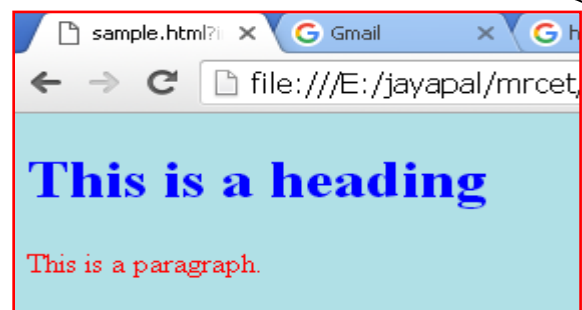 sample.html?i
Gmail
h
file:///E:/jayapal/mrcet/
This is a heading
This is a paragraph.